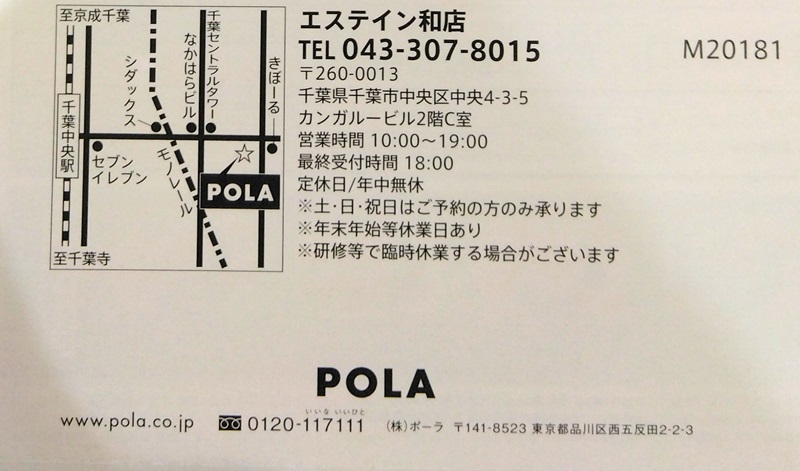 至京成千葉
千葉中央駅
シダックス
なかはらビル
千葉セントラルタワー
きぼーる
セブン
イレブン
モノレール
POLA
至千葉寺
エステイン和店
TEL 043-307-8015
M20181
〒260-0013
千葉県千葉市中央区中央4-3-5
カンガルービル2階C室
営業時間 10:00〜19:00
最終受付時間 18:00
定休日/年中無休
※土・日・祝日はご予約の方のみ承ります
※年末年始等休業日あり
※研修等で臨時休業する場合がございます
POLA
いいな いいひと
www.pola.co.jp 0120-117111 (株)ポーラ 〒141-8523 東京都品川区西五反田2-2-3